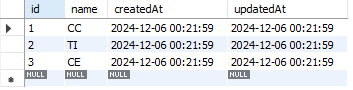 id name createdAt updatedAt
1 CC 2024-12-06 00:21:59 2024-12-06 00:21:59
2 TI 2024-12-06 00:21:59 2024-12-06 00:21:59
3 CE 2024-12-06 00:21:59 2024-12-06 00:21:59
NULL NULL NULL NULL